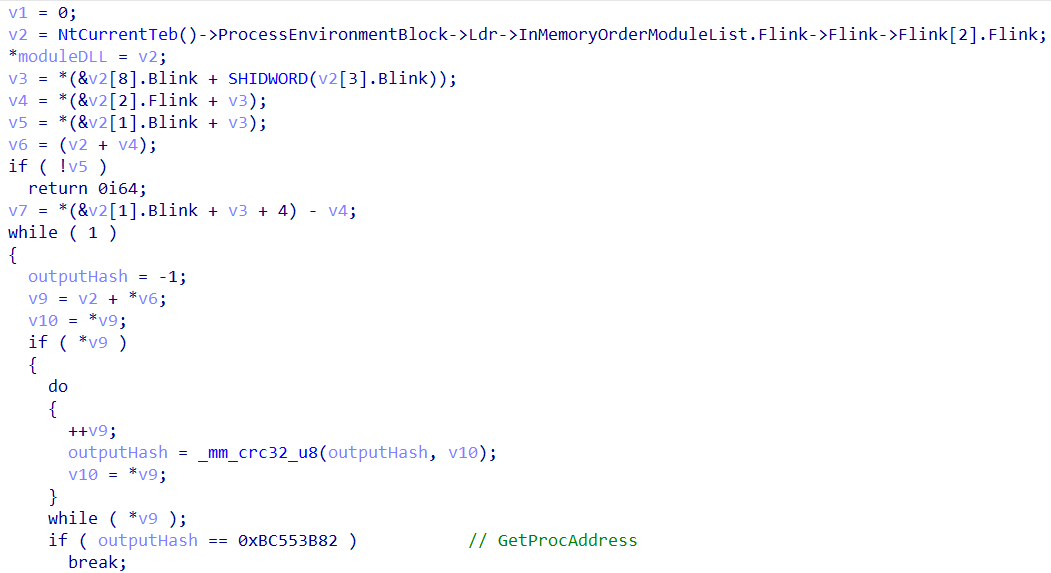 v1 = 0;
v2 = NtCurrentTeb()->ProcessEnvironmentBlock->Ldr->InMemoryOrderModuleList.Flink->Flink->Flink[2].Flink;
*moduleDLL = v2;
v3 = *(&v2[8].Blink + SHIDWORD(v2[3].Blink));
v4 = *(&v2[2].Flink + v3);
v5 = *(&v2[1].Blink + v3);
v6 = (v2 + v4);
if ( !v5 )
return 0i64;
v7 = *(&v2[1].Blink + v3 + 4) - v4;
while ( 1 )
{
outputHash = -1;
v9 = v2 + *v6;
v10 = *v9;
if ( *v9 )
{
do
{
++v9;
outputHash = _mm_crc32_u8(outputHash, v10);
v10 = *v9;
}
while ( *v9 );
if ( outputHash == 0xBC553B82 ) // GetProcAddress
break;